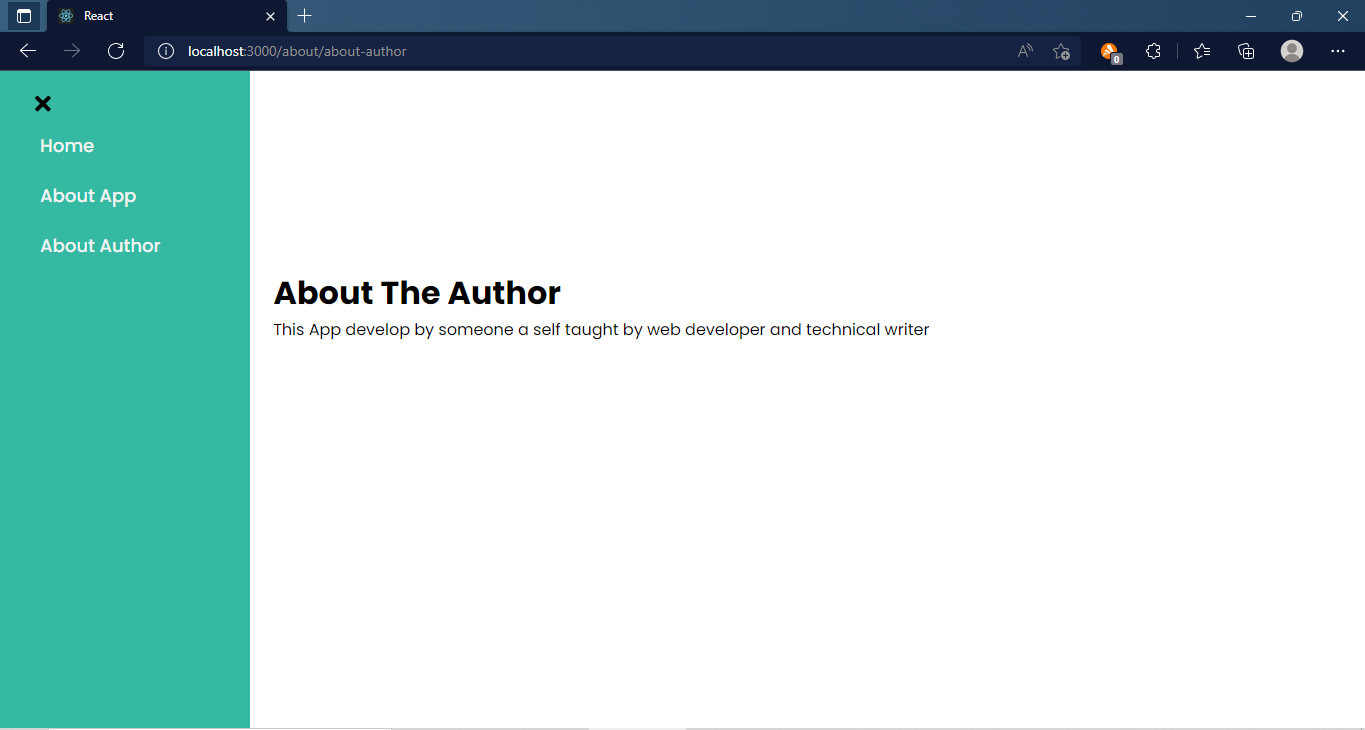 React
localhost:3000/about/about-author
0
Home
About App
About Author
About The Author
This App develop by someone a self taught by web developer and technical writer